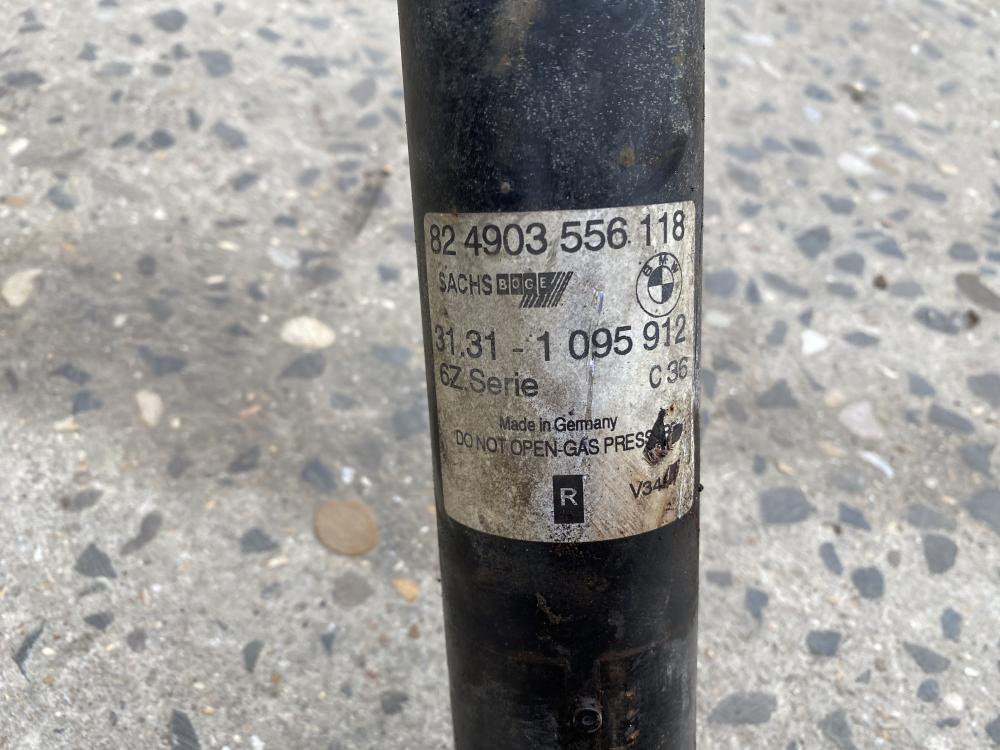 82 4903 556 118
SACHS BOGE BMW
31.31 - 1 095 912
6Z.Serie C 36
Made in Germany
DO NOT OPEN-GAS
R